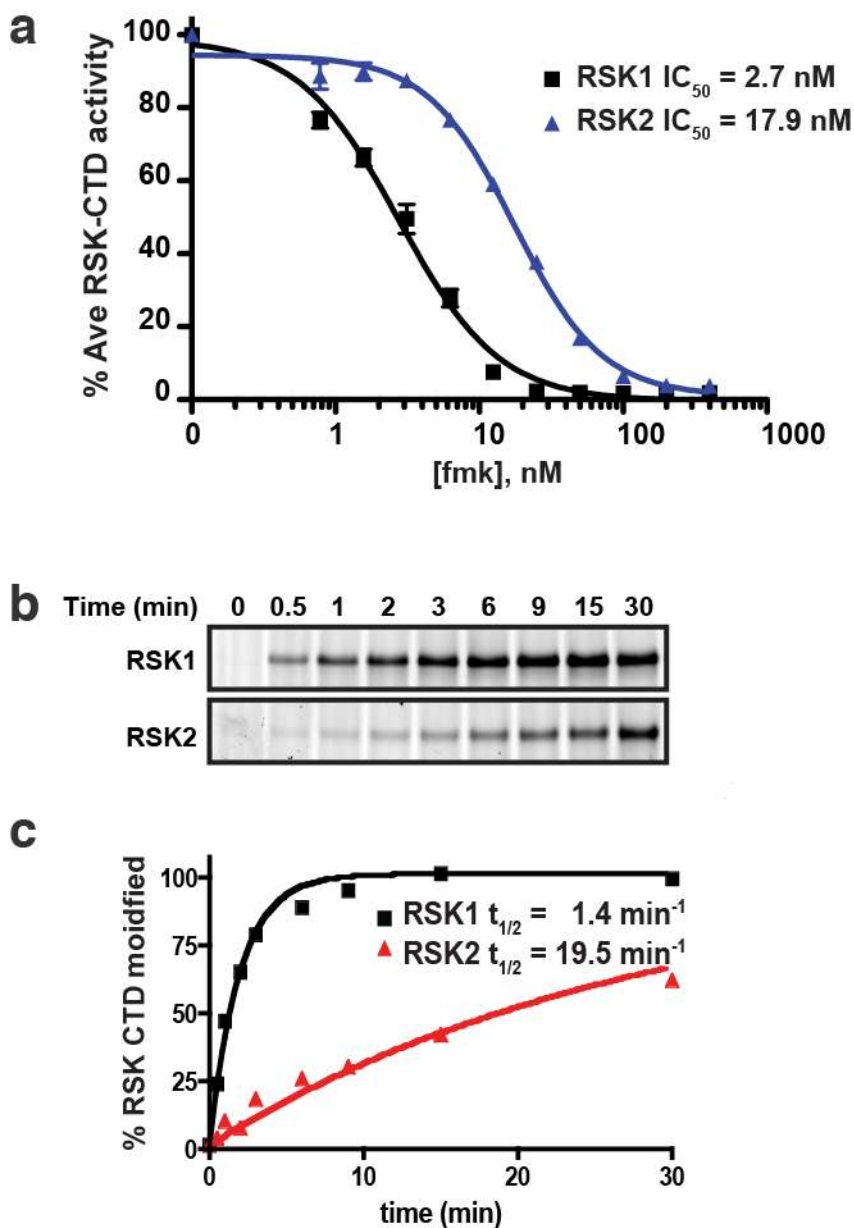 a
% Ave RSK-CTD activity
100
80
60
40
20
0
RSK1 IC50 = 2.7 nM
RSK2 IC50 = 17.9 nM
0 1 10 100 1000
[fmk], nM
b
Time (min) 0 0.5 1 2 3 6 9 15 30
RSK1
RSK2
c
% RSK CTD moidfied
100
75
50
25
0
RSK1 t1/2 = 1.4 min-1
RSK2 t1/2 = 19.5 min-1
0 10 20 30
time (min)